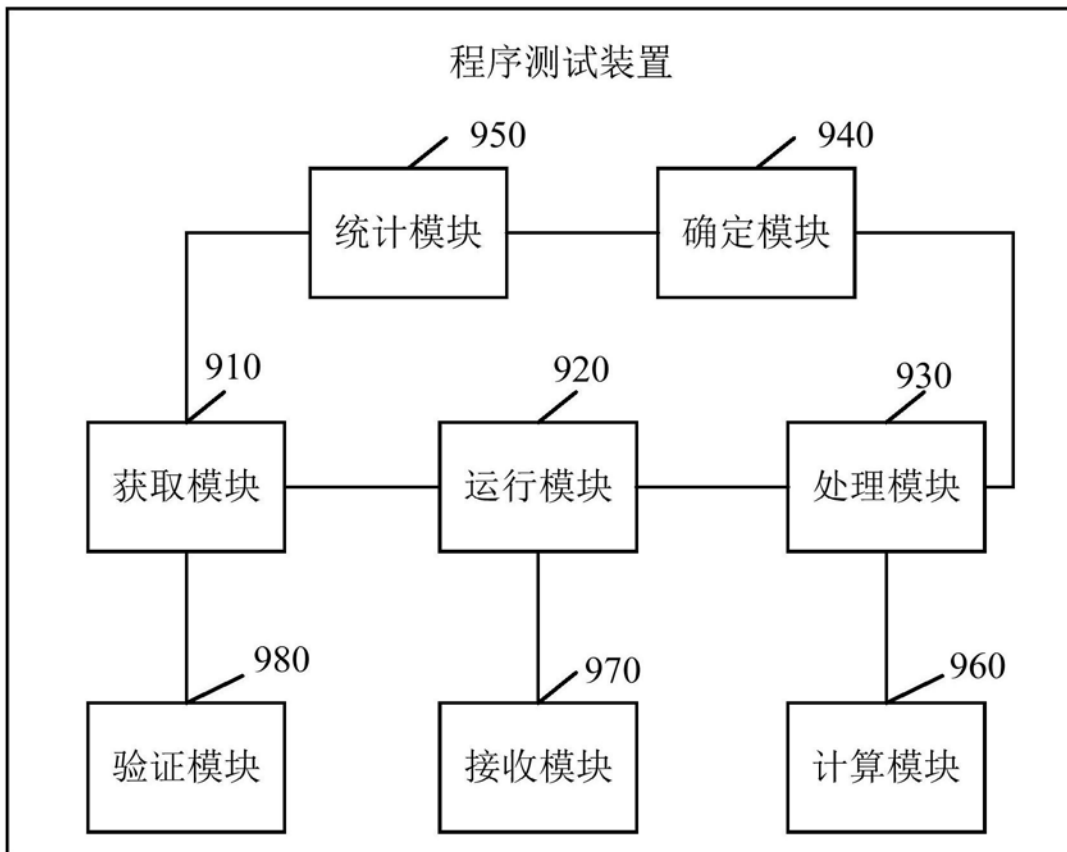 程序测试装置
950
940
统计模块
确定模块
910
920
930
获取模块
运行模块
处理模块
980
970
960
验证模块
接收模块
计算模块